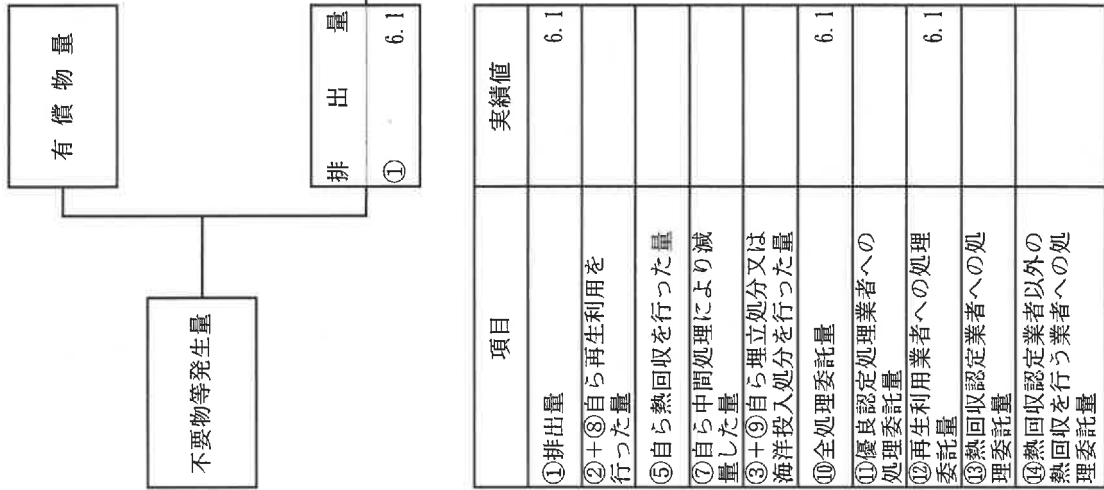 不要物等発生量
有償物量
排出量
① 6.1
項目 実績値
①排出量 6.1
②+⑧自ら再生利用を
行った量
⑤自ら熱回収を行った量
⑦自ら中間処理により減
量した量
③+⑨自ら埋立処分又は
海洋投入処分を行った量
⑩全処理委託量 6.1
⑪優良認定処理業者への
処理委託量
⑫再生利用業者への処理
委託量 6.1
⑬熱回収認定業者への処
理委託量
⑭熱回収認定業者以外の
熱回収を行う業者への処
理委託量